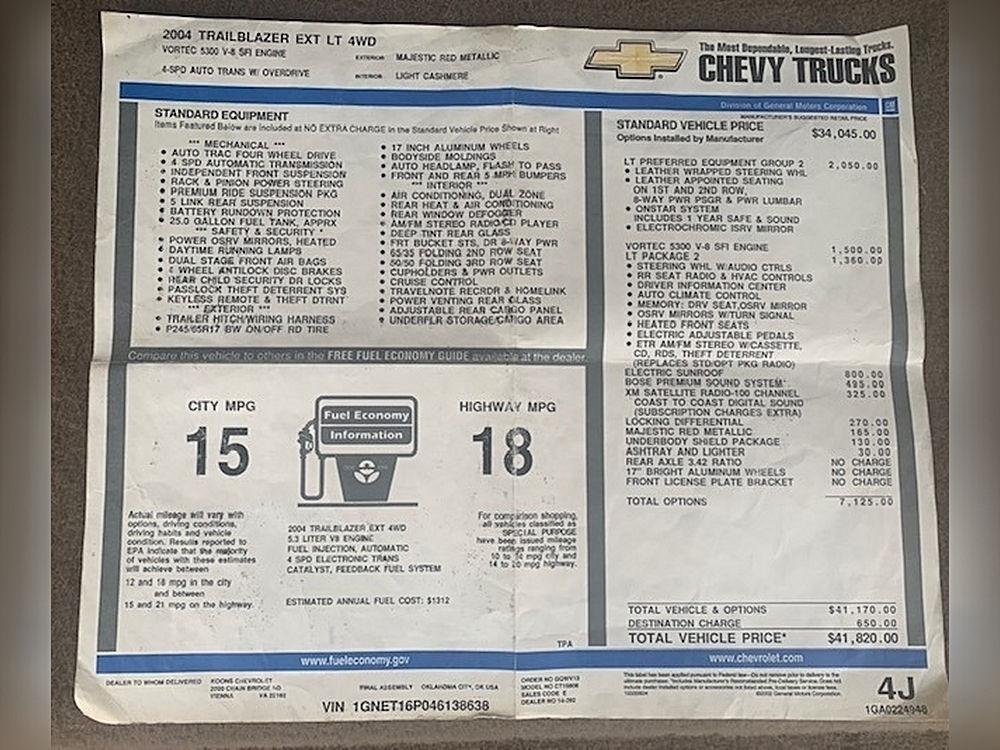 2004 TRAILBLAZER EXT LT 4WD
VORTEC 5300 V-8 SFI ENGINE
4-SPD AUTO TRANS W/ OVERDRIVE
EXTERIOR: MAJESTIC RED METALLIC
INTERIOR: LIGHT CASHMERE
The Most Dependable, Longest-Lasting Trucks.
CHEVY TRUCKS
Division of General Motors Corporation
GM
STANDARD EQUIPMENT
Items Featured Below are Included at NO EXTRA CHARGE in the Standard Vehicle Price Shown at Right
*** MECHANICAL ***
• AUTO TRAC FOUR WHEEL DRIVE
• 4 SPD AUTOMATIC TRANSMISSION
• INDEPENDENT FRONT SUSPENSION
• RACK & PINION POWER STEERING
• PREMIUM RIDE SUSPENSION PKG
• 5 LINK REAR SUSPENSION
• BATTERY RUNDOWN PROTECTION
• 25.0 GALLON FUEL TANK, APPRX
*** SAFETY & SECURITY *
• POWER OSRV MIRRORS, HEATED
• DAYTIME RUNNING LAMPS
• DUAL STAGE FRONT AIR BAGS
• 4 WHEEL ANTILOCK DISC BRAKES
• REAR CHILD SECURITY DR LOCKS
• PASSLOCK THEFT DETERRENT SYS
• KEYLESS REMOTE & THEFT DTRNT
*** EXTERIOR ***
• TRAILER HITCH/WIRING HARNESS
• P245/65R17 BW ON/OFF RD TIRE
• 17 INCH ALUMINUM WHEELS
• BODYSIDE MOLDINGS
• AUTO HEADLAMP, FLASH TO PASS
• FRONT AND REAR 5 MPH BUMPERS
*** INTERIOR ***
• AIR CONDITIONING, DUAL ZONE
• REAR HEAT & AIR CONDITIONING
• REAR WINDOW DEFOGGER
• AM/FM STEREO RADIO/CD PLAYER
• DEEP TINT REAR GLASS
• FRT BUCKET STS, DR 8-WAY PWR
• 65/35 FOLDING 2ND ROW SEAT
• 50/50 FOLDING 3RD ROW SEAT
• CUPHOLDERS & PWR OUTLETS
• CRUISE CONTROL
• TRAVELNOTE RECRDR & HOMELINK
• POWER VENTING REAR GLASS
• ADJUSTABLE REAR CARGO PANEL
• UNDERFLR STORAGE/CARGO AREA
MANUFACTURER'S SUGGESTED RETAIL PRICE
STANDARD VEHICLE PRICE $34,045.00
Options Installed by Manufacturer
LT PREFERRED EQUIPMENT GROUP 2 2,050.00
• LEATHER WRAPPED STEERING WHL
• LEATHER APPOINTED SEATING
ON 1ST AND 2ND ROW,
8-WAY PWR PSGR & PWR LUMBAR
• ONSTAR SYSTEM
INCLUDES 1 YEAR SAFE & SOUND
• ELECTROCHROMIC ISRV MIRROR
VORTEC 5300 V-8 SFI ENGINE 1,500.00
LT PACKAGE 2 1,360.00
• STEERING WHL W/AUDIO CTRLS
• RR SEAT RADIO & HVAC CONTROLS
• DRIVER INFORMATION CENTER
• AUTO CLIMATE CONTROL
• MEMORY: DRV SEAT,OSRV MIRROR
• OSRV MIRRORS W/TURN SIGNAL
• HEATED FRONT SEATS
• ELECTRIC ADJUSTABLE PEDALS
• ETR AM/FM STEREO W/CASSETTE,
CD, RDS, THEFT DETERRENT
(REPLACES STD/OPT PKG RADIO)
ELECTRIC SUNROOF 800.00
BOSE PREMIUM SOUND SYSTEM 495.00
XM SATELLITE RADIO-100 CHANNEL 325.00
COAST TO COAST DIGITAL SOUND
(SUBSCRIPTION CHARGES EXTRA)
LOCKING DIFFERENTIAL 270.00
MAJESTIC RED METALLIC 165.00
UNDERBODY SHIELD PACKAGE 130.00
ASHTRAY AND LIGHTER 30.00
REAR AXLE 3.42 RATIO NO CHARGE
17" BRIGHT ALUMINUM WHEELS NO CHARGE
FRONT LICENSE PLATE BRACKET NO CHARGE
TOTAL OPTIONS 7,125.00
TOTAL VEHICLE & OPTIONS $41,170.00
DESTINATION CHARGE 650.00
TOTAL VEHICLE PRICE* $41,820.00
Compare this vehicle to others in the FREE FUEL ECONOMY GUIDE available at the dealer.
CITY MPG
15
Fuel Economy
Information
HIGHWAY MPG
18
Actual mileage will vary with
options, driving conditions,
driving habits and vehicle
condition. Results reported to
EPA indicate that the majority
of vehicles with these estimates
will achieve between
12 and 18 mpg in the city
and between
15 and 21 mpg on the highway.
2004 TRAILBLAZER EXT 4WD
5.3 LITER V8 ENGINE
FUEL INJECTION, AUTOMATIC
4 SPD ELECTRONIC TRANS
CATALYST, FEEDBACK FUEL SYSTEM
ESTIMATED ANNUAL FUEL COST: $1312
For comparison shopping,
all vehicles classified as
SPECIAL PURPOSE
have been issued mileage
ratings ranging from
10 to 14 mpg city and
14 to 20 mpg highway.
TPA
www.fueleconomy.gov
www.chevrolet.com
DEALER TO WHOM DELIVERED
KOONS CHEVROLET
2000 CHAIN BRIDGE RD
VIENNA VA 22182
FINAL ASSEMBLY OKLAHOMA CITY, OK USA
VIN 1GNET16P046138638
SALES CODE E
4J
1GA0224948